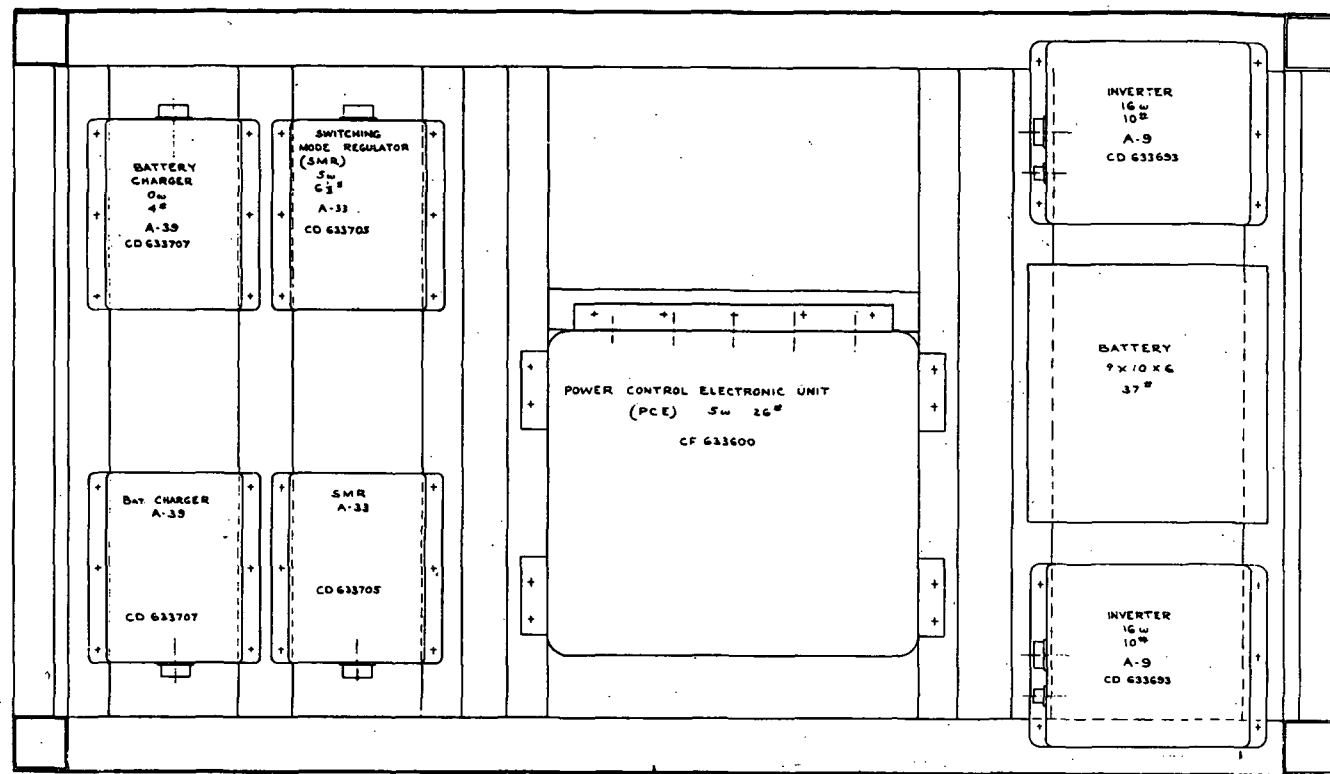 BATTERY
CHARGER
0w
4#
A-39
CD 633707
SWITCHING
MODE REGULATOR
(SMR)
5w
6½#
A-33
CD 633705
INVERTER
16w
10#
A-9
CD 633693
BATTERY
9 x 10 x 6
37#
POWER CONTROL ELECTRONIC UNIT
(PCE) 5w 26#
CF 633600
BAT. CHARGER
A-39
CD 633707
SMR
A-33
CD 633705
INVERTER
16w
10#
A-9
CD 633693